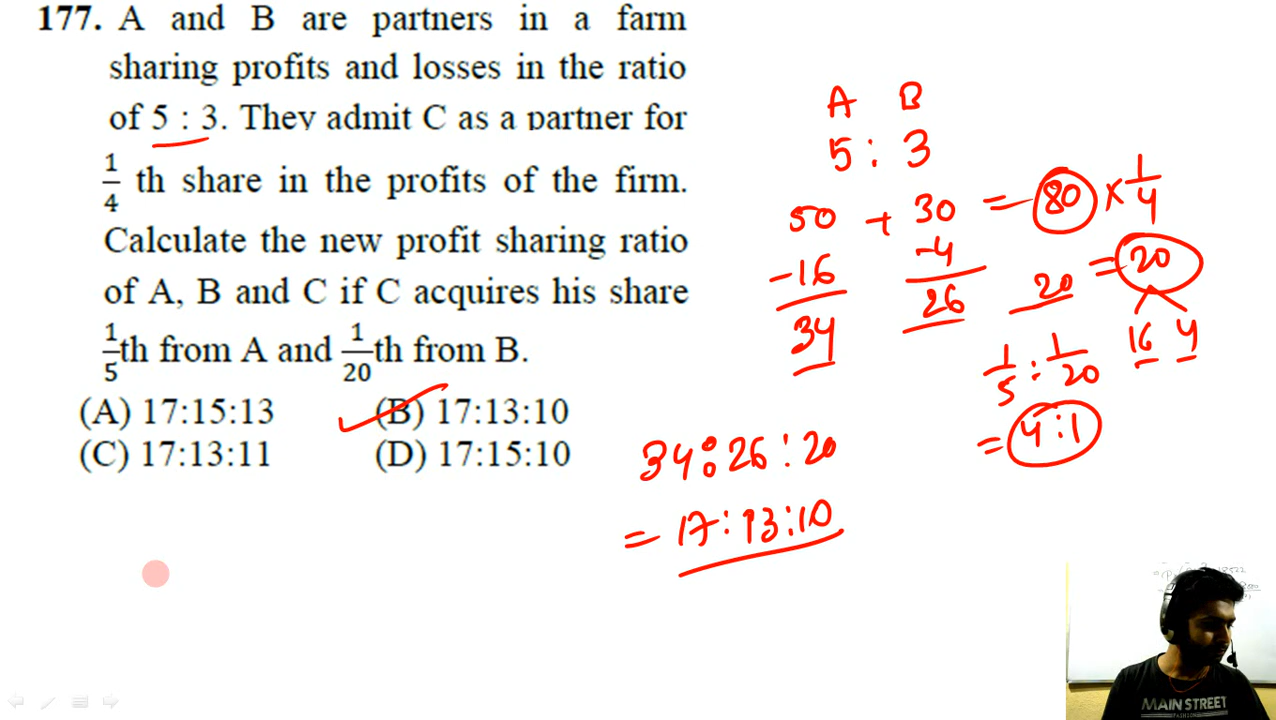 177. A and B are partners in a farm
sharing profits and losses in the ratio
of 5 : 3. They admit C as a partner for
1/4 th share in the profits of the firm.
Calculate the new profit sharing ratio
of A, B and C if C acquires his share
1/5 th from A and 1/20 th from B.
(A) 17:15:13 (B) 17:13:10
(C) 17:13:11 (D) 17:15:10
A B
5 : 3
50 + 30 = 80 × 1/4
-16 -4 = 20
34 26 20
16 4
1/5 : 1/20
= 4:1
34:26:20
= 17:13:10
MAIN STREET